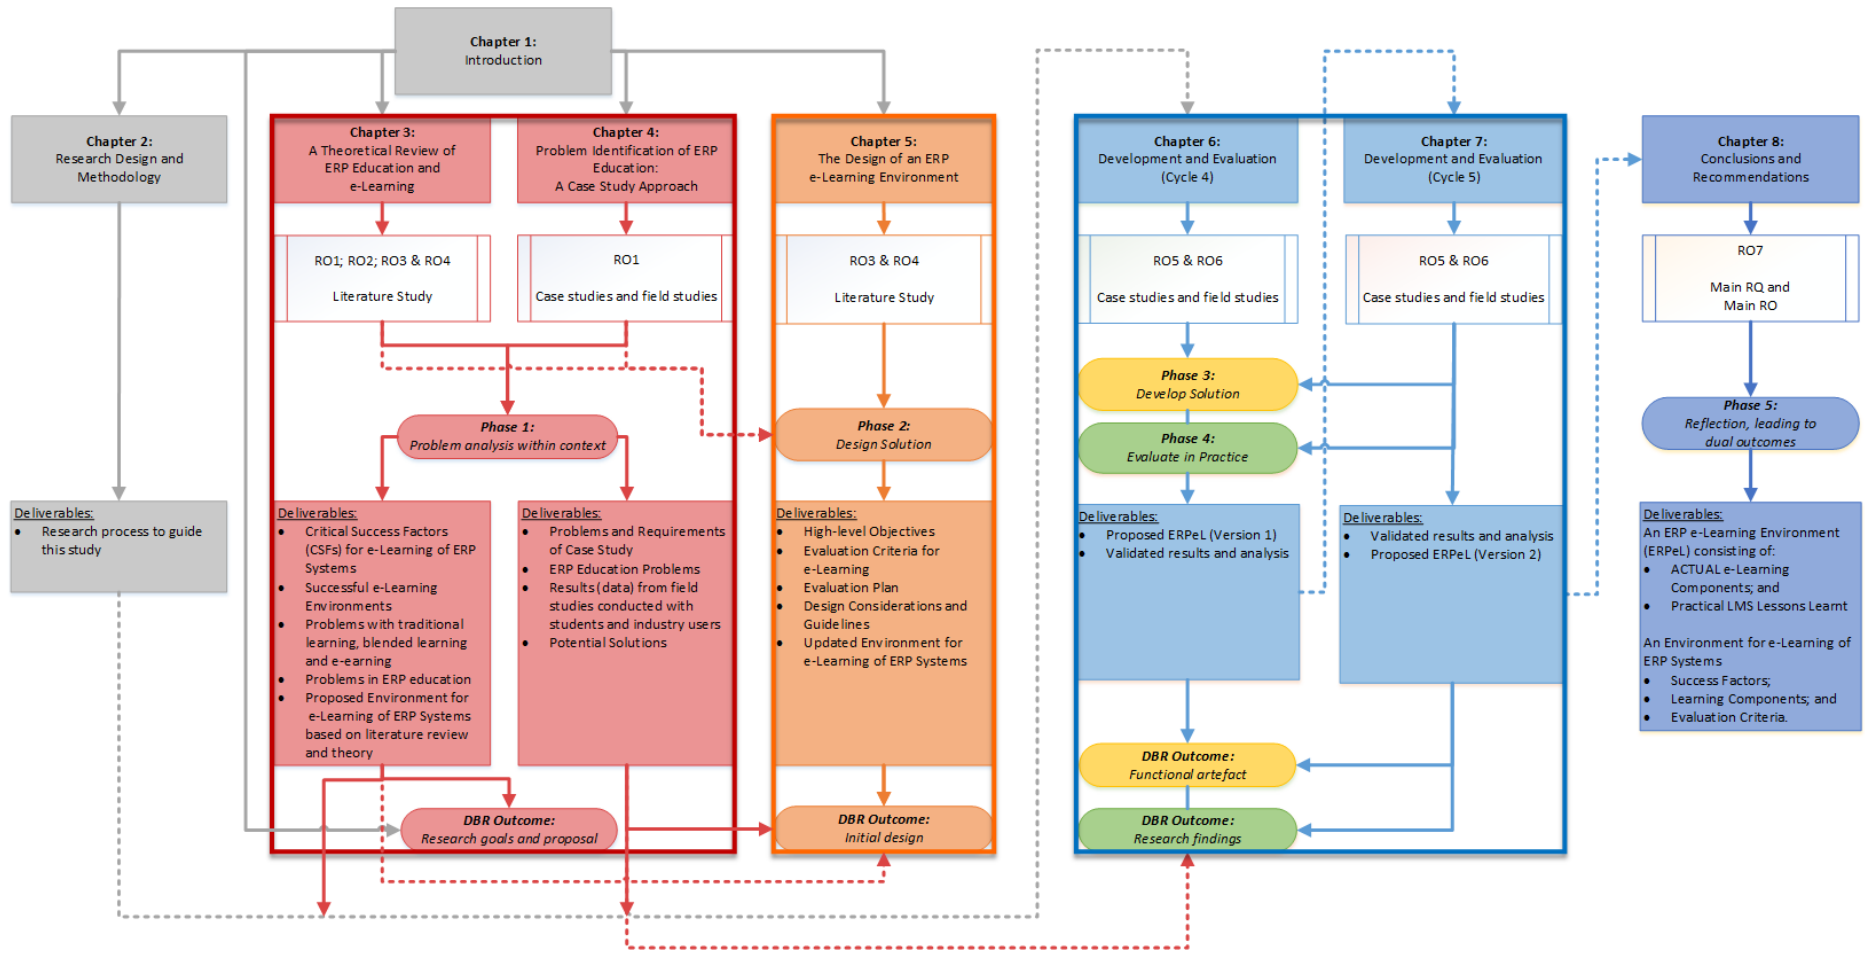 Chapter 1:
Introduction
Chapter 2:
Research Design and
Methodology
Deliverables:
• Research process to guide
this study
Chapter 3:
A Theoretical Review of
ERP Education and
e-Learning
RO1; RO2; RO3 & RO4
Literature Study
Chapter 4:
Problem Identification of ERP
Education:
A Case Study Approach
RO1
Case studies and field studies
Phase 1:
Problem analysis within context
Deliverables:
• Critical Success Factors
(CSFs) for e-Learning of ERP
Systems
• Successful e-Learning
Environments
• Problems with traditional
learning, blended learning
and e-earning
• Problems in ERP education
• Proposed Environment for
e-Learning of ERP Systems
based on literature review
and theory
Deliverables:
• Problems and Requirements
of Case Study
• ERP Education Problems
• Results (data) from field
studies conducted with
students and industry users
• Potential Solutions
DBR Outcome:
Research goals and proposal
Chapter 5:
The Design of an ERP
e-Learning Environment
RO3 & RO4
Literature Study
Phase 2:
Design Solution
Deliverables:
• High-level Objectives
• Evaluation Criteria for
e-Learning
• Evaluation Plan
• Design Considerations and
Guidelines
• Updated Environment for
e-Learning of ERP Systems
DBR Outcome:
Initial design
Chapter 6:
Development and Evaluation
(Cycle 4)
RO5 & RO6
Case studies and field studies
Chapter 7:
Development and Evaluation
(Cycle 5)
RO5 & RO6
Case studies and field studies
Phase 3:
Develop Solution
Phase 4:
Evaluate in Practice
Deliverables:
• Proposed ERPeL (Version 1)
• Validated results and analysis
Deliverables:
• Validated results and analysis
• Proposed ERPeL (Version 2)
DBR Outcome:
Functional artefact
DBR Outcome:
Research findings
Chapter 8:
Conclusions and
Recommendations
RO7
Main RQ and
Main RO
Phase 5:
Reflection, leading to
dual outcomes
Deliverables:
An ERP e-Learning Environment
(ERPeL) consisting of:
• ACTUAL e-Learning
Components; and
• Practical LMS Lessons Learnt
An Environment for e-Learning of
ERP Systems
• Success Factors;
• Learning Components; and
• Evaluation Criteria.